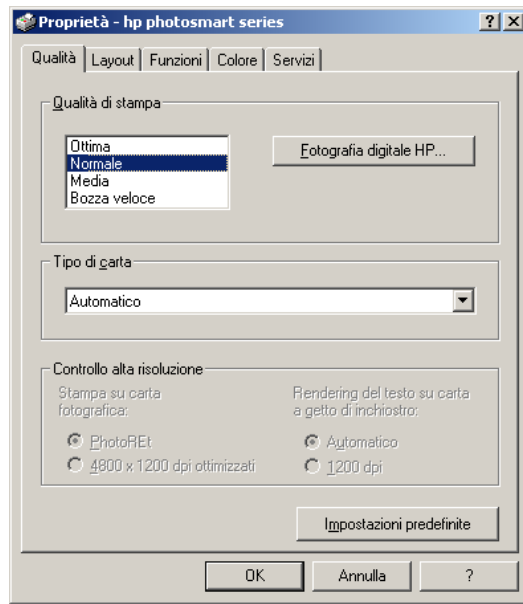 Proprietà - hp photosmart series
Qualità Layout Funzioni Colore Servizi
Qualità di stampa
Ottima
Normale
Media
Bozza veloce
Fotografia digitale HP...
Tipo di carta
Automatico
Controllo alta risoluzione
Stampa su carta
fotografica:
PhotoREt
4800 x 1200 dpi ottimizzati
Rendering del testo su carta
a getto di inchiostro:
Automatico
1200 dpi
Impostazioni predefinite
OK Annulla ?